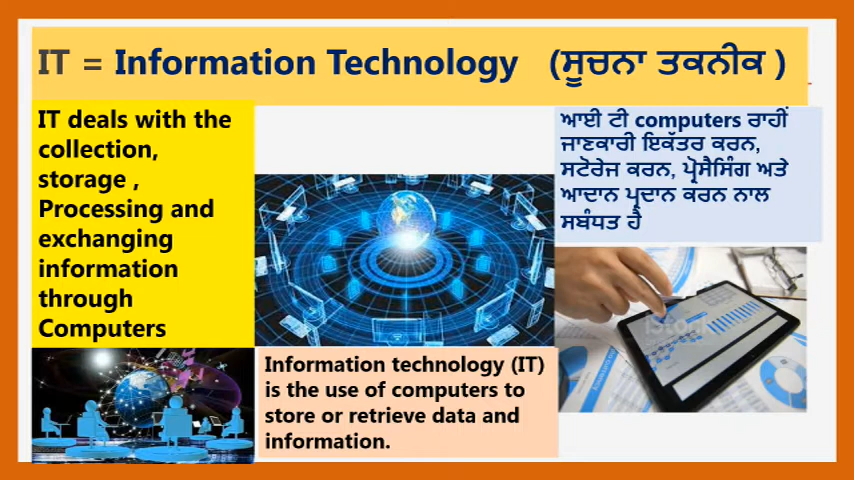 IT = Information Technology (ਸੂਚਨਾ ਤਕਨੀਕ )
IT deals with the
collection,
storage ,
Processing and
exchanging
information
through
Computers
ਆਈ ਟੀ computers ਰਾਹੀਂ
ਜਾਣਕਾਰੀ ਇਕੱਤਰ ਕਰਨ,
ਸਟੋਰੇਜ ਕਰਨ, ਪ੍ਰੋਸੈਸਿੰਗ ਅਤੇ
ਆਦਾਨ ਪ੍ਰਦਾਨ ਕਰਨ ਨਾਲ
ਸਬੰਧਤ ਹੈ
iStock
Information technology (IT)
is the use of computers to
store or retrieve data and
information.